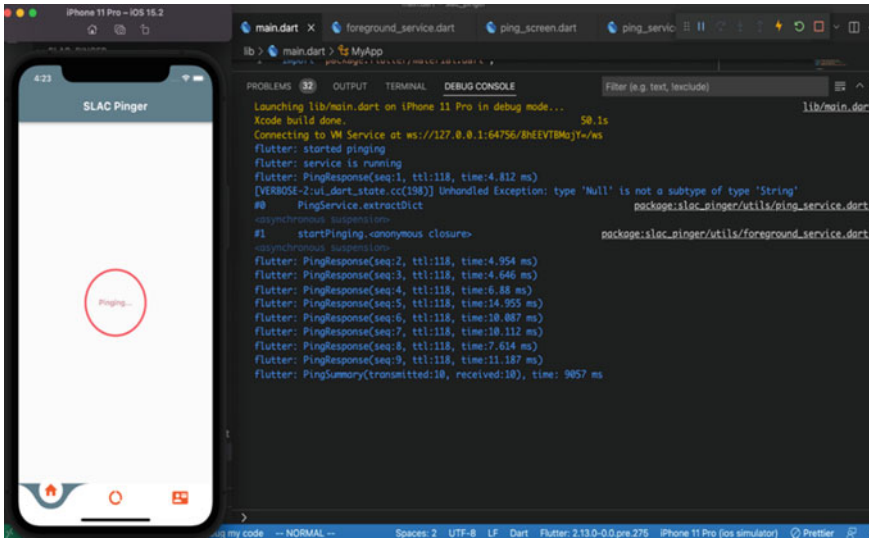 iPhone 11 Pro – iOS 15.2
4:23
SLAC Pinger
Pinging...
main.dart
foreground_service.dart
ping_screen.dart
ping_servic
lib > main.dart > MyApp
PROBLEMS 32 OUTPUT TERMINAL DEBUG CONSOLE
Filter (e.g. text, !exclude)
Launching lib/main.dart on iPhone 11 Pro in debug mode...
lib/main.dar
Xcode build done. 50.1s
Connecting to VM Service at ws://127.0.0.1:64756/8hEEVTBMojY=/ws
flutter: started pinging
flutter: service is running
flutter: PingResponse(seq:1, ttl:118, time:4.812 ms)
[VERBOSE-2:ui_dart_state.cc(198)] Unhandled Exception: type 'Null' is not a subtype of type 'String'
#0 PingService.extractDict
package:slac_pinger/utils/ping_service.dart
<asynchronous suspension>
#1 startPinging.<anonymous closure>
package:slac_pinger/utils/foreground_service.dart
<asynchronous suspension>
flutter: PingResponse(seq:2, ttl:118, time:4.954 ms)
flutter: PingResponse(seq:3, ttl:118, time:4.646 ms)
flutter: PingResponse(seq:4, ttl:118, time:6.88 ms)
flutter: PingResponse(seq:5, ttl:118, time:14.955 ms)
flutter: PingResponse(seq:6, ttl:118, time:10.087 ms)
flutter: PingResponse(seq:7, ttl:118, time:10.112 ms)
flutter: PingResponse(seq:8, ttl:118, time:7.614 ms)
flutter: PingResponse(seq:9, ttl:118, time:11.187 ms)
flutter: PingSummary(transmitted:10, received:10), time: 9057 ms
>
my code -- NORMAL -- Spaces: 2 UTF-8 LF Dart Flutter: 2.13.0-0.0.pre.275 iPhone 11 Pro (ios simulator) Prettier